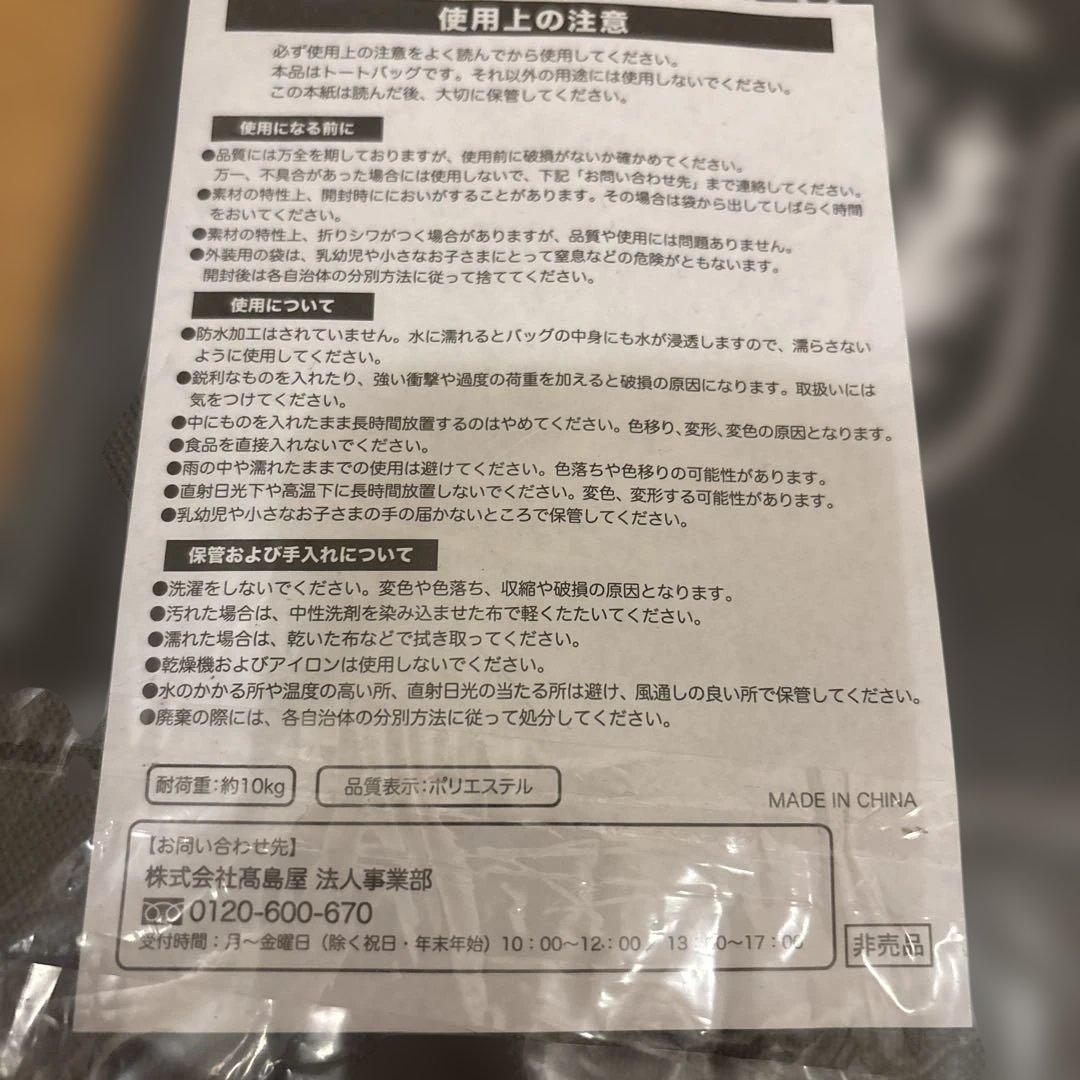 使用上の注意
必ず使用上の注意をよく読んでから使用してください。
本品はトートバッグです。それ以外の用途には使用しないでください。
この本紙は読んだ後、大切に保管してください。
使用になる前に
●品質には万全を期しておりますが、使用前に破損がないか確かめてください。
万一、不具合があった場合には使用しないで、下記「お問い合わせ先」まで連絡してください。
●素材の特性上、開封時ににおいがすることがあります。その場合は袋から出してしばらく時間
をおいてください。
●素材の特性上、折りシワがつく場合がありますが、品質や使用には問題ありません。
●外装用の袋は、乳幼児や小さなお子さまにとって窒息などの危険がともないます。
開封後は各自治体の分別方法に従って捨ててください。
使用について
●防水加工はされていません。水に濡れるとバッグの中身にも水が浸透しますので、濡らさない
ように使用してください。
●鋭利なものを入れたり、強い衝撃や過度の荷重を加えると破損の原因になります。取扱いには
気をつけてください。
●中にものを入れたまま長時間放置するのはやめてください。色移り、変形、変色の原因となります。
●食品を直接入れないでください。
●雨の中や濡れたままでの使用は避けてください。色落ちや色移りの可能性があります。
●直射日光下や高温下に長時間放置しないでください。変色、変形する可能性があります。
●乳幼児や小さなお子さまの手の届かないところで保管してください。
保管および手入れについて
●洗濯をしないでください。変色や色落ち、収縮や破損の原因となります。
●汚れた場合は、中性洗剤を染み込ませた布で軽くたたいてください。
●濡れた場合は、乾いた布などで拭き取ってください。
●乾燥機およびアイロンは使用しないでください。
●水のかかる所や温度の高い所、直射日光の当たる所は避け、風通しの良い所で保管してください。
●廃棄の際には、各自治体の分別方法に従って処分してください。
耐荷重:約10kg 品質表示:ポリエステル
MADE IN CHINA
【お問い合わせ先】
株式会社髙島屋 法人事業部
0120-600-670
受付時間：月〜金曜日（除く祝日・年末年始）10：00〜12：00／13：00〜17：00
非売品